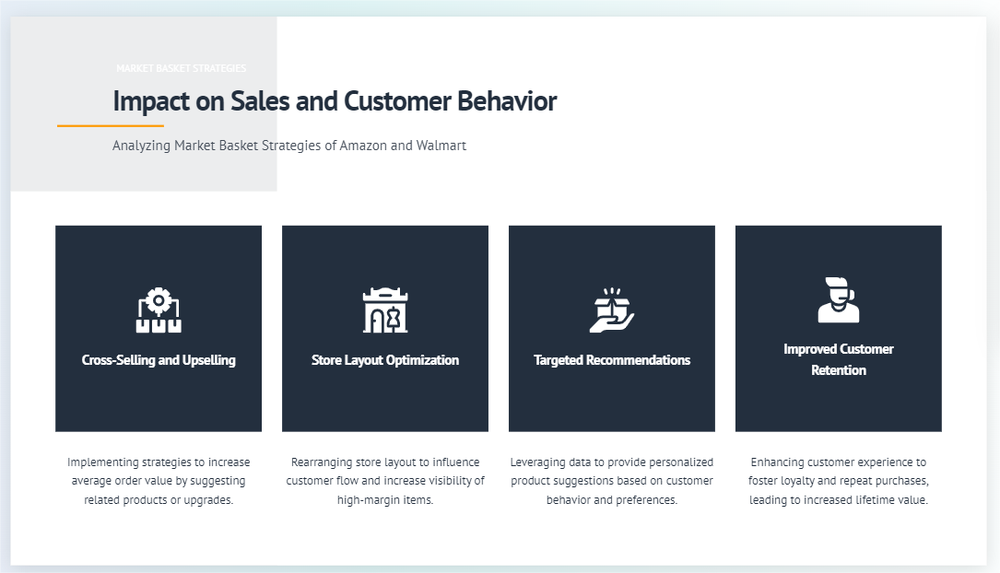 MARKET BASKET STRATEGIES
Impact on Sales and Customer Behavior
Analyzing Market Basket Strategies of Amazon and Walmart
Cross-Selling and Upselling
Implementing strategies to increase
average order value by suggesting
related products or upgrades.
Store Layout Optimization
Rearranging store layout to influence
customer flow and increase visibility of
high-margin items.
Targeted Recommendations
Leveraging data to provide personalized
product suggestions based on customer
behavior and preferences.
Improved Customer
Retention
Enhancing customer experience to
foster loyalty and repeat purchases,
leading to increased lifetime value.